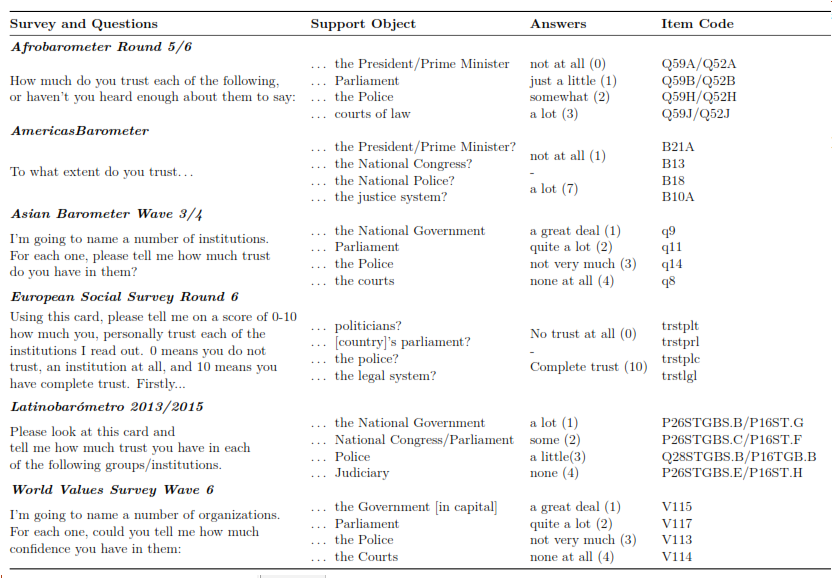 Survey and Questions Support Object Answers Item Code
Afrobarometer Round 5/6
How much do you trust each of the following,
or haven't you heard enough about them to say:
... the President/Prime Minister not at all (0) Q59A/Q52A
... Parliament just a little (1) Q59B/Q52B
... the Police somewhat (2) Q59H/Q52H
... courts of law a lot (3) Q59J/Q52J
AmericasBarometer
To what extent do you trust...
... the President/Prime Minister? B21A
... the National Congress? B13
... the National Police? B18
... the justice system? B10A
not at all (1)
-
a lot (7)
Asian Barometer Wave 3/4
I'm going to name a number of institutions.
For each one, please tell me how much trust
do you have in them?
... the National Government a great deal (1) q9
... Parliament quite a lot (2) q11
... the Police not very much (3) q14
... the courts none at all (4) q8
European Social Survey Round 6
Using this card, please tell me on a score of 0-10
how much you, personally trust each of the
institutions I read out. 0 means you do not
trust, an institution at all, and 10 means you
have complete trust. Firstly...
... politicians? trstplt
... [country]'s parliament? trstprl
... the police? trstplc
... the legal system? trstlgl
No trust at all (0)
-
Complete trust (10)
Latinobarómetro 2013/2015
Please look at this card and
tell me how much trust you have in each
of the following groups/institutions.
... the National Government a lot (1) P26STGBS.B/P16ST.G
... National Congress/Parliament some (2) P26STGBS.C/P16ST.F
... Police a little(3) Q28STGBS.B/P16TGB.B
... Judiciary none (4) P26STGBS.E/P16ST.H
World Values Survey Wave 6
I'm going to name a number of organizations.
For each one, could you tell me how much
confidence you have in them:
... the Government [in capital] a great deal (1) V115
... Parliament quite a lot (2) V117
... the Police not very much (3) V113
... the Courts none at all (4) V114